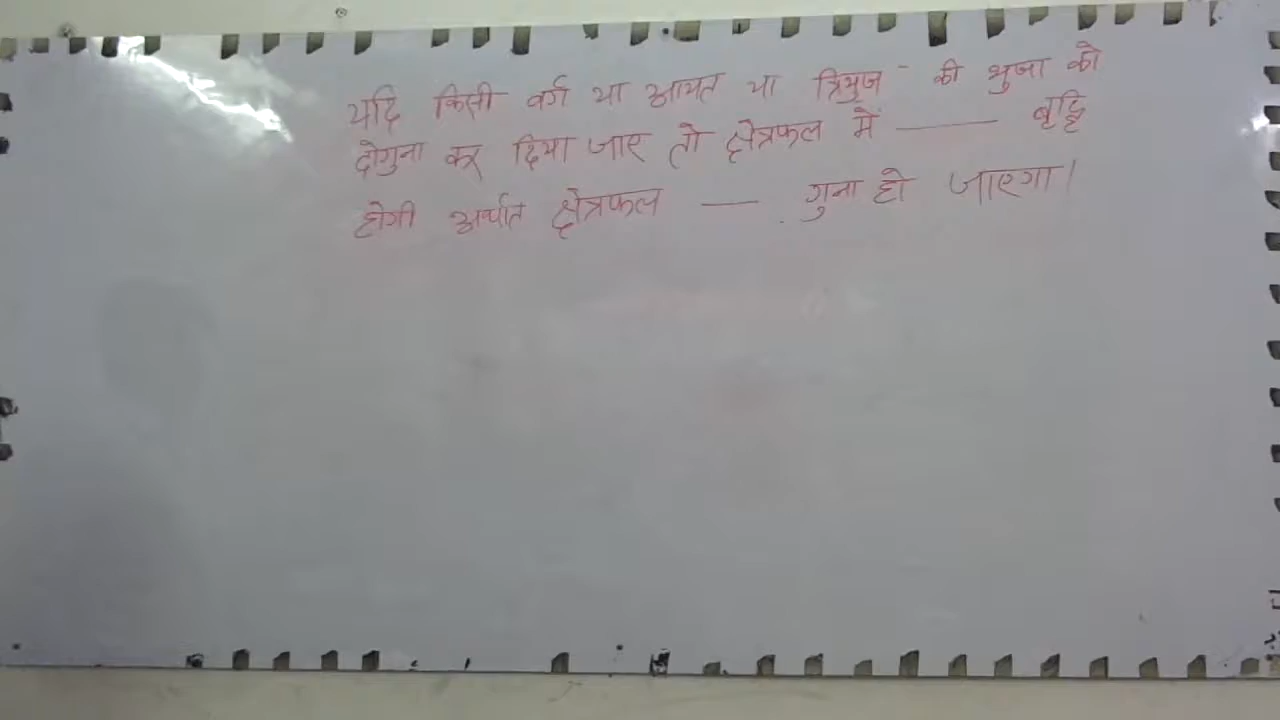 यदि किसी वर्ग या आयत या त्रिभुज की भुजा को
दोगुना कर दिया जाए तो क्षेत्रफल में ——— बृद्धि
होगी अर्थात क्षेत्रफल —— गुना हो जाएगा।